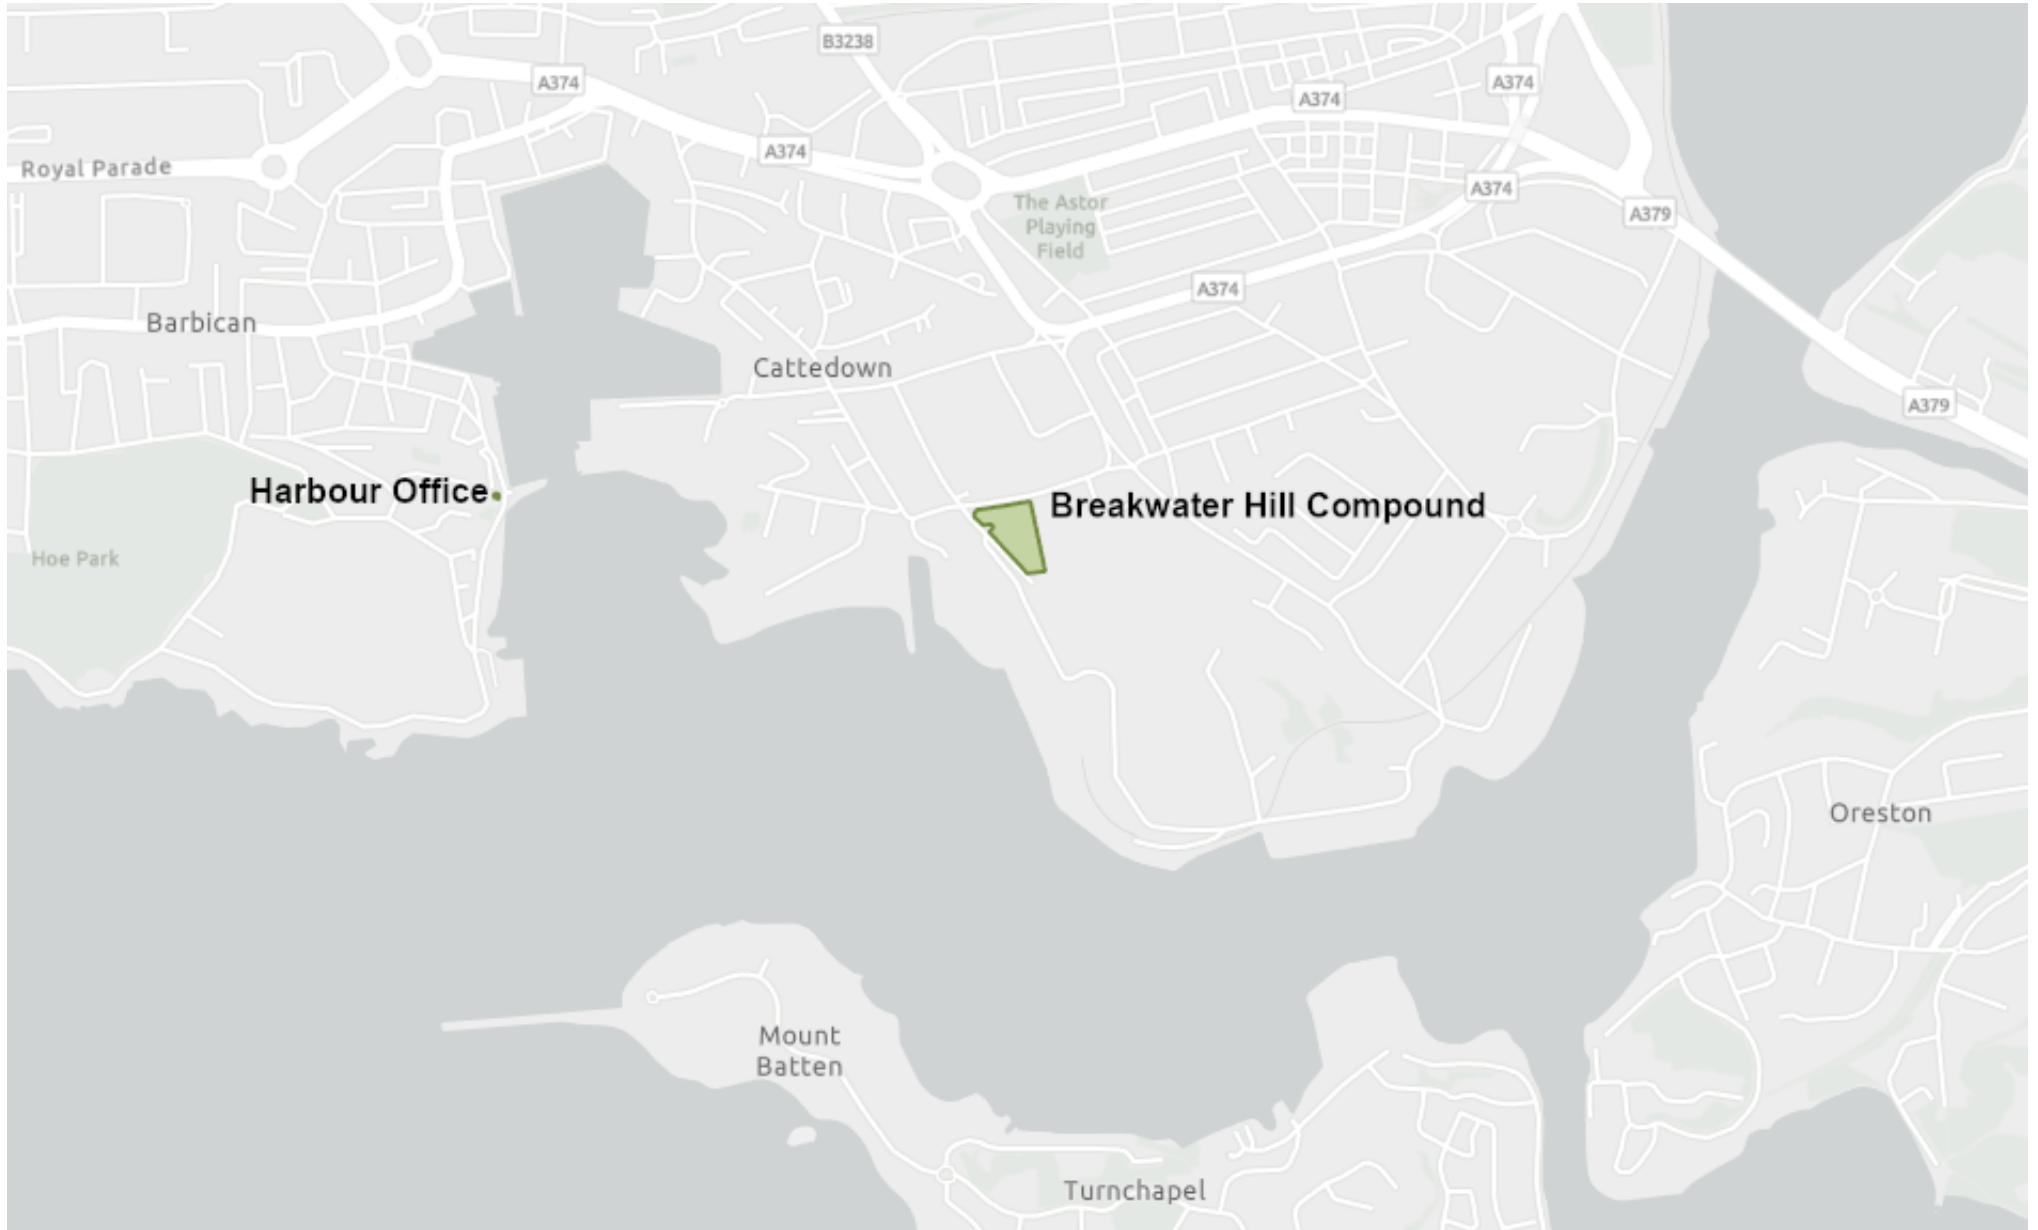 B3238
A374
A374
A374
A374
Royal Parade
A374
A379
The Astor
Playing
Field
A374
Barbican
Cattedown
A379
Harbour Office
Breakwater Hill Compound
Hoe Park
Oreston
Mount
Batten
Turnchapel